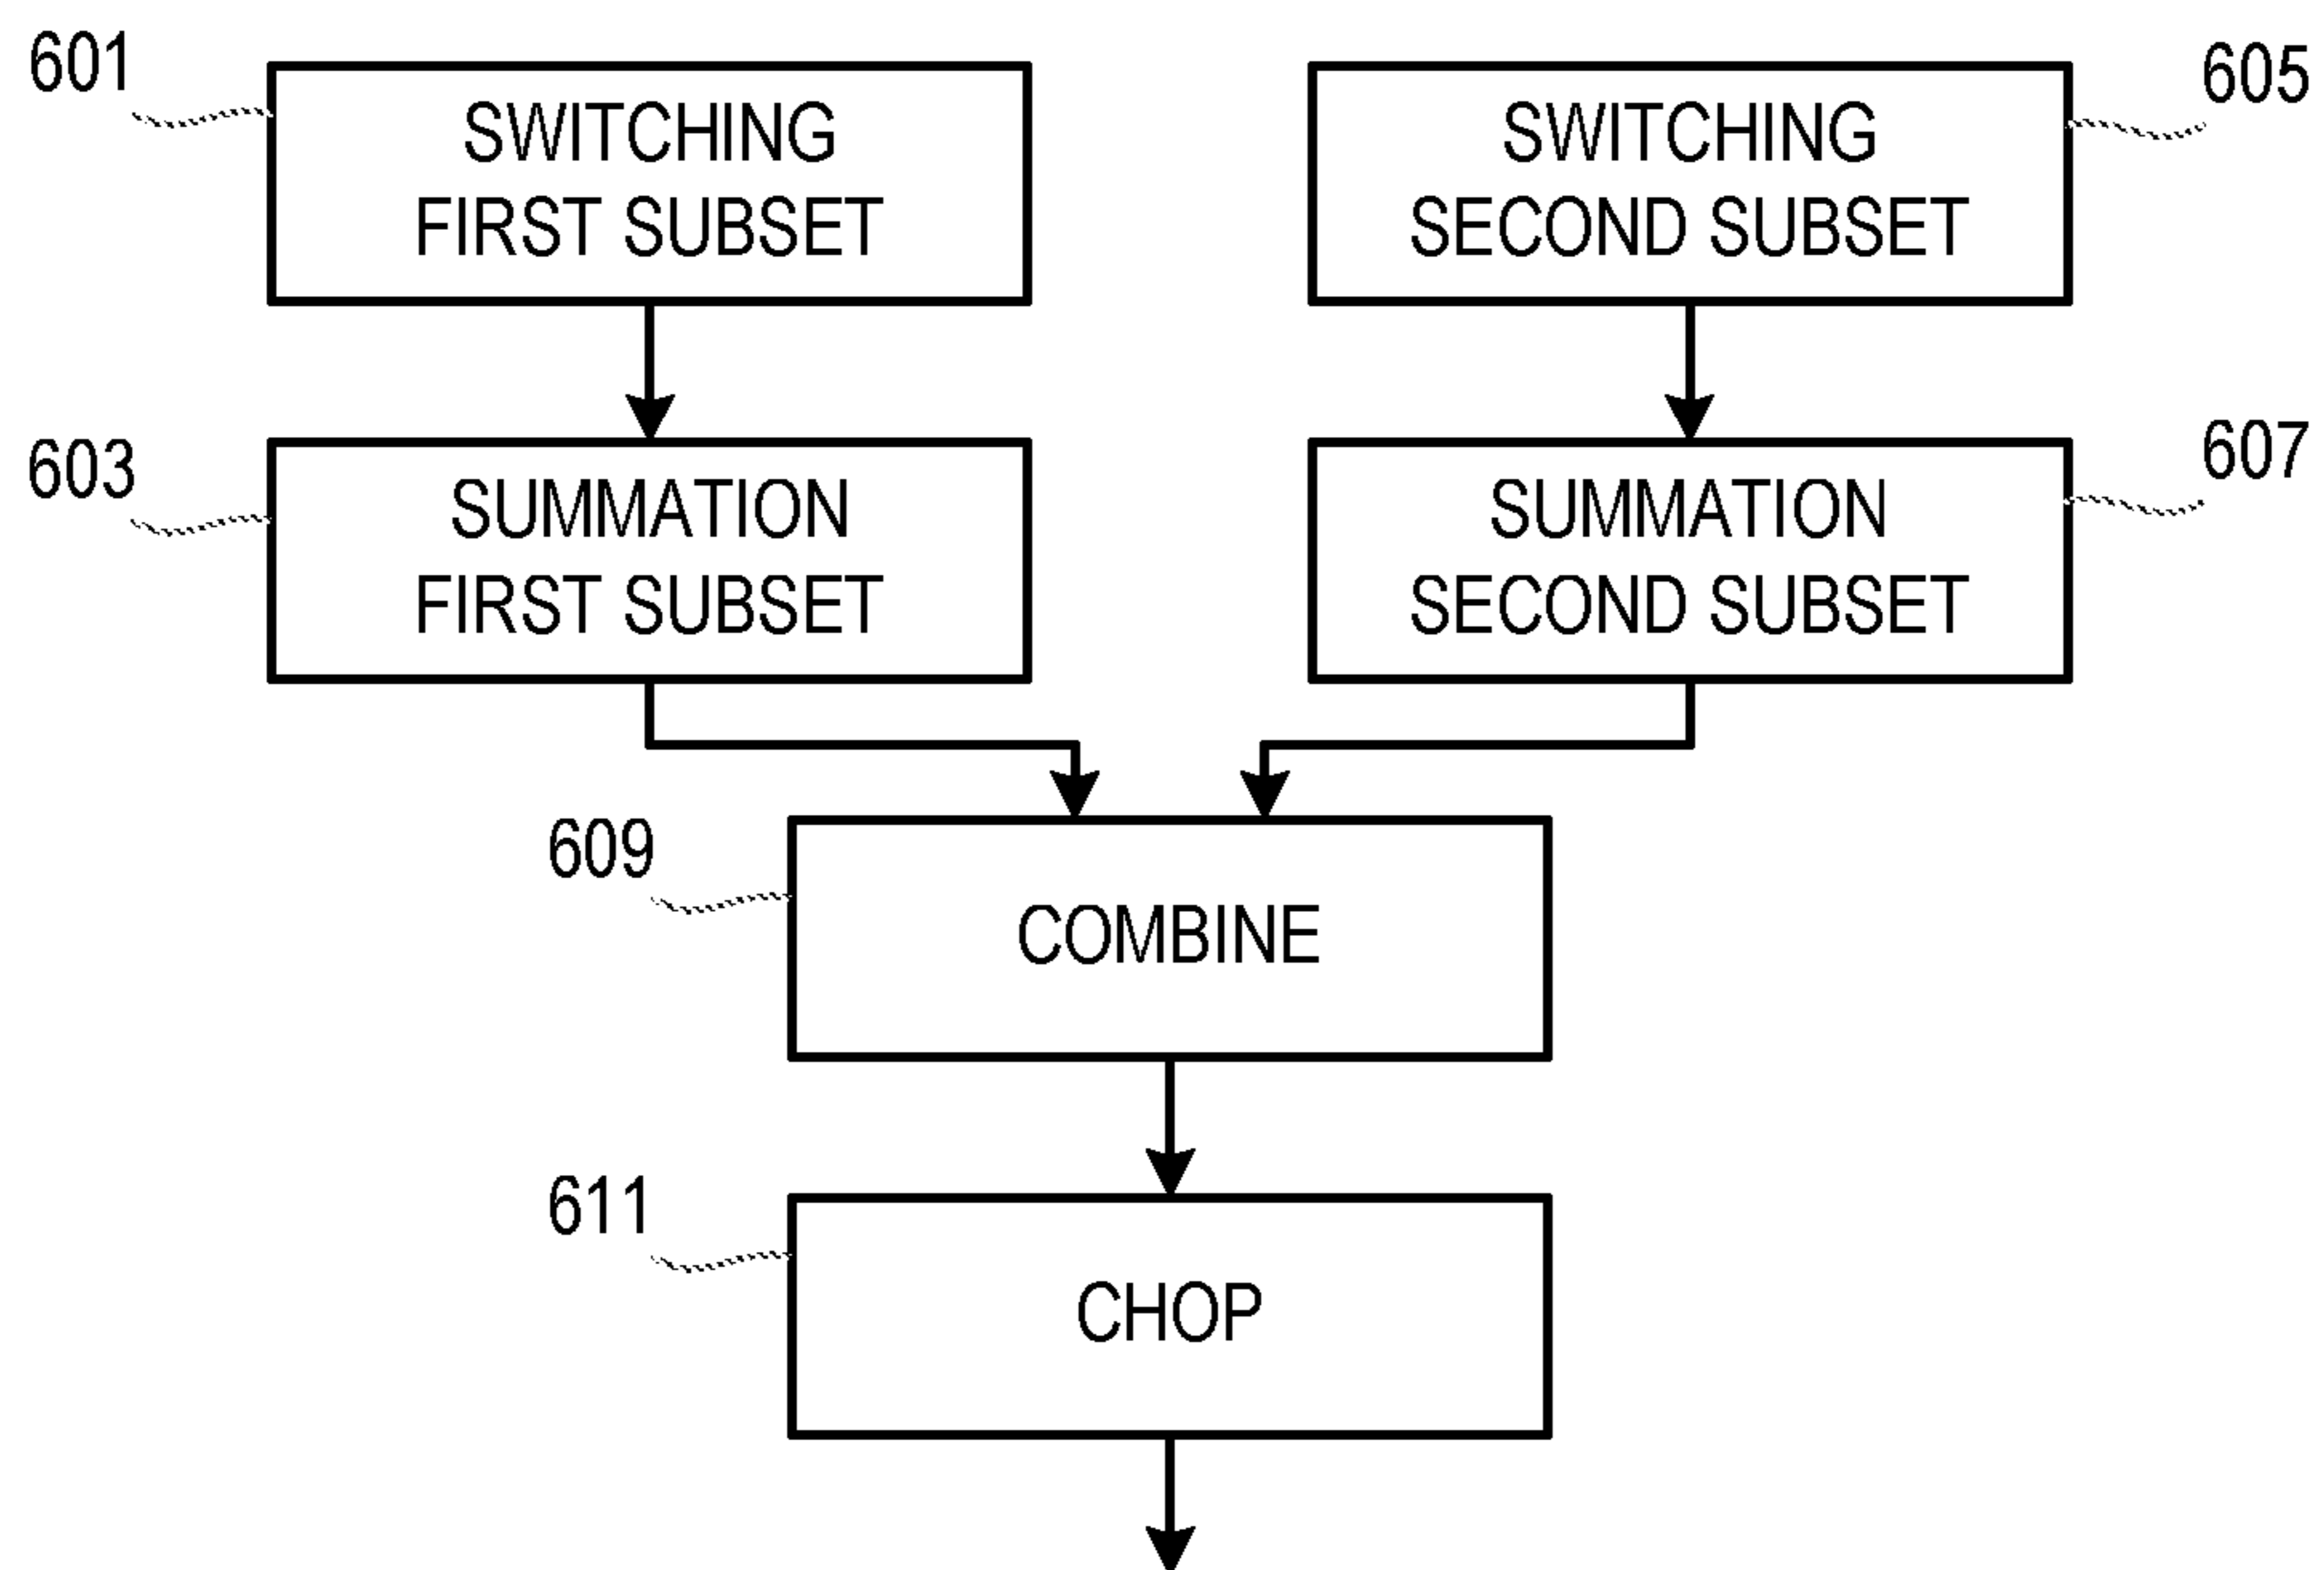 601
SWITCHING
FIRST SUBSET
605
SWITCHING
SECOND SUBSET
603
SUMMATION
FIRST SUBSET
607
SUMMATION
SECOND SUBSET
609
COMBINE
611
CHOP